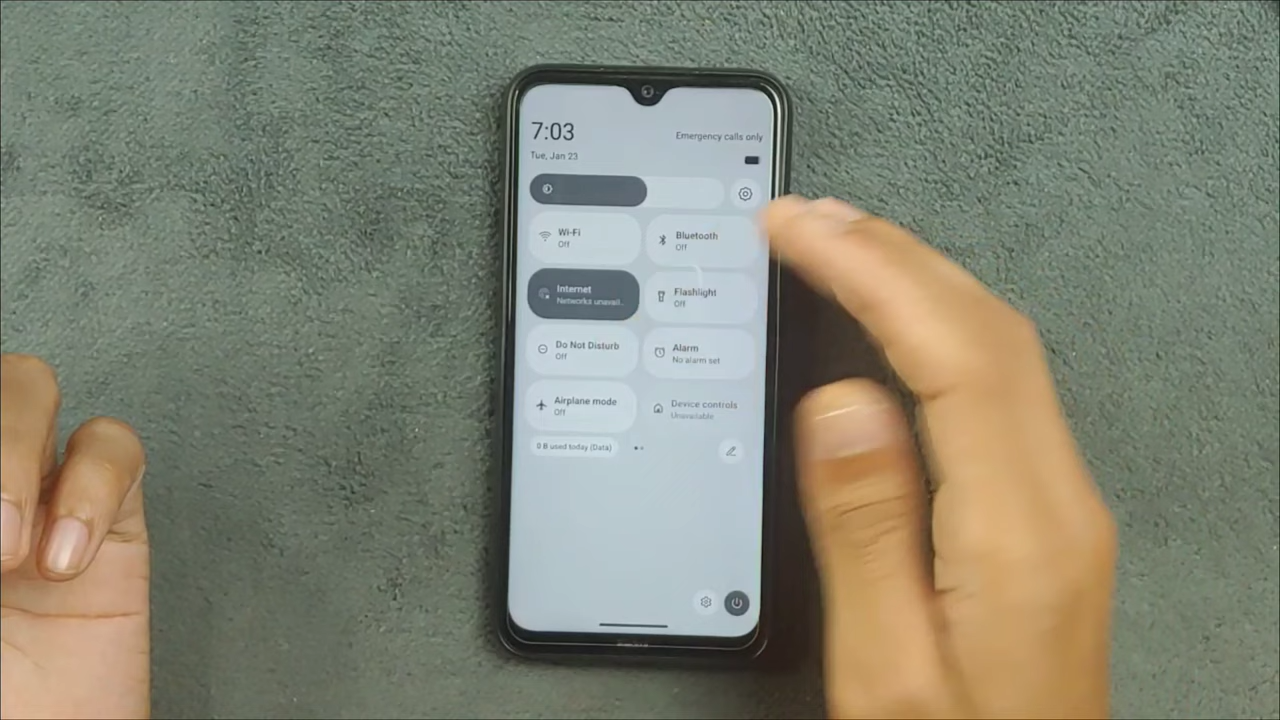 7:03
Emergency calls only
Tue, Jan 23
Wi-Fi
Off
Bluetooth
Off
Internet
Networks unavail..
Flashlight
Off
Do Not Disturb
Off
Alarm
No alarm set
Airplane mode
Off
Device controls
Unavailable
0 B used today (Data)